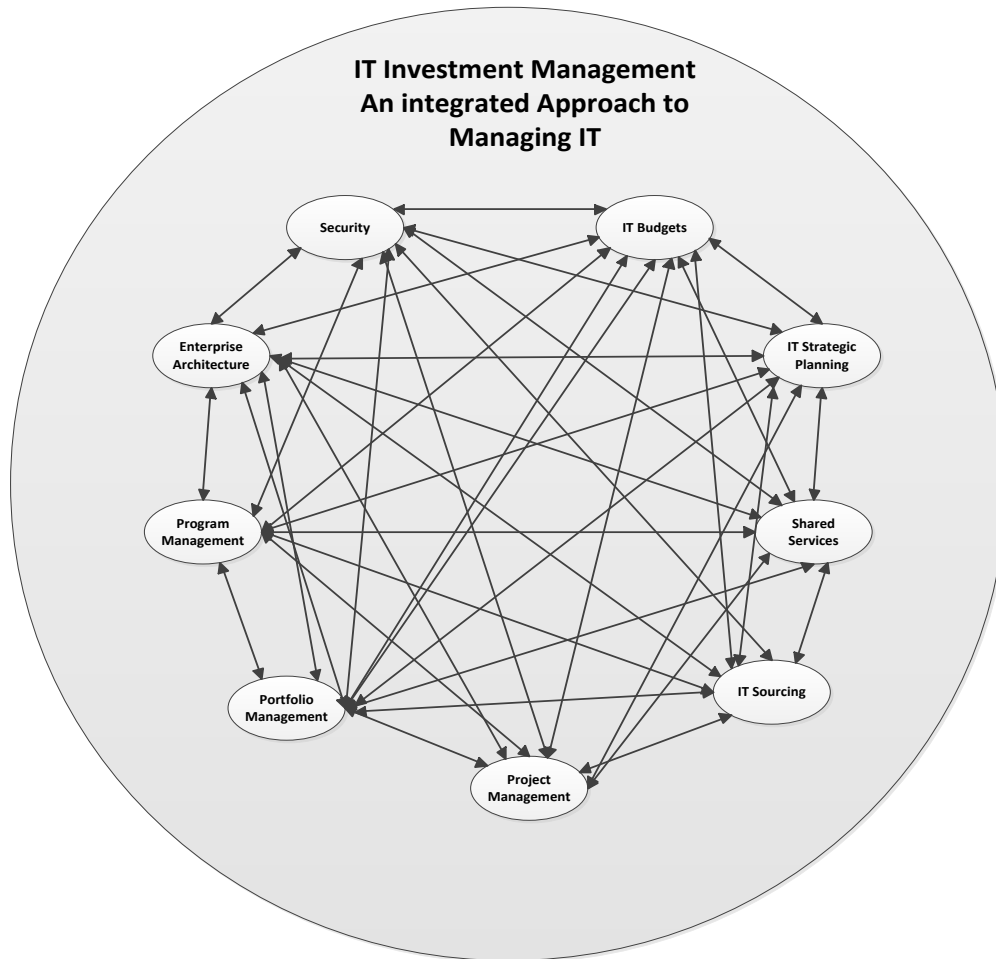 IT Investment Management
An integrated Approach to
Managing IT
Security
IT Budgets
Enterprise
Architecture
IT Strategic
Planning
Program
Management
Shared
Services
Portfolio
Management
IT Sourcing
Project
Management